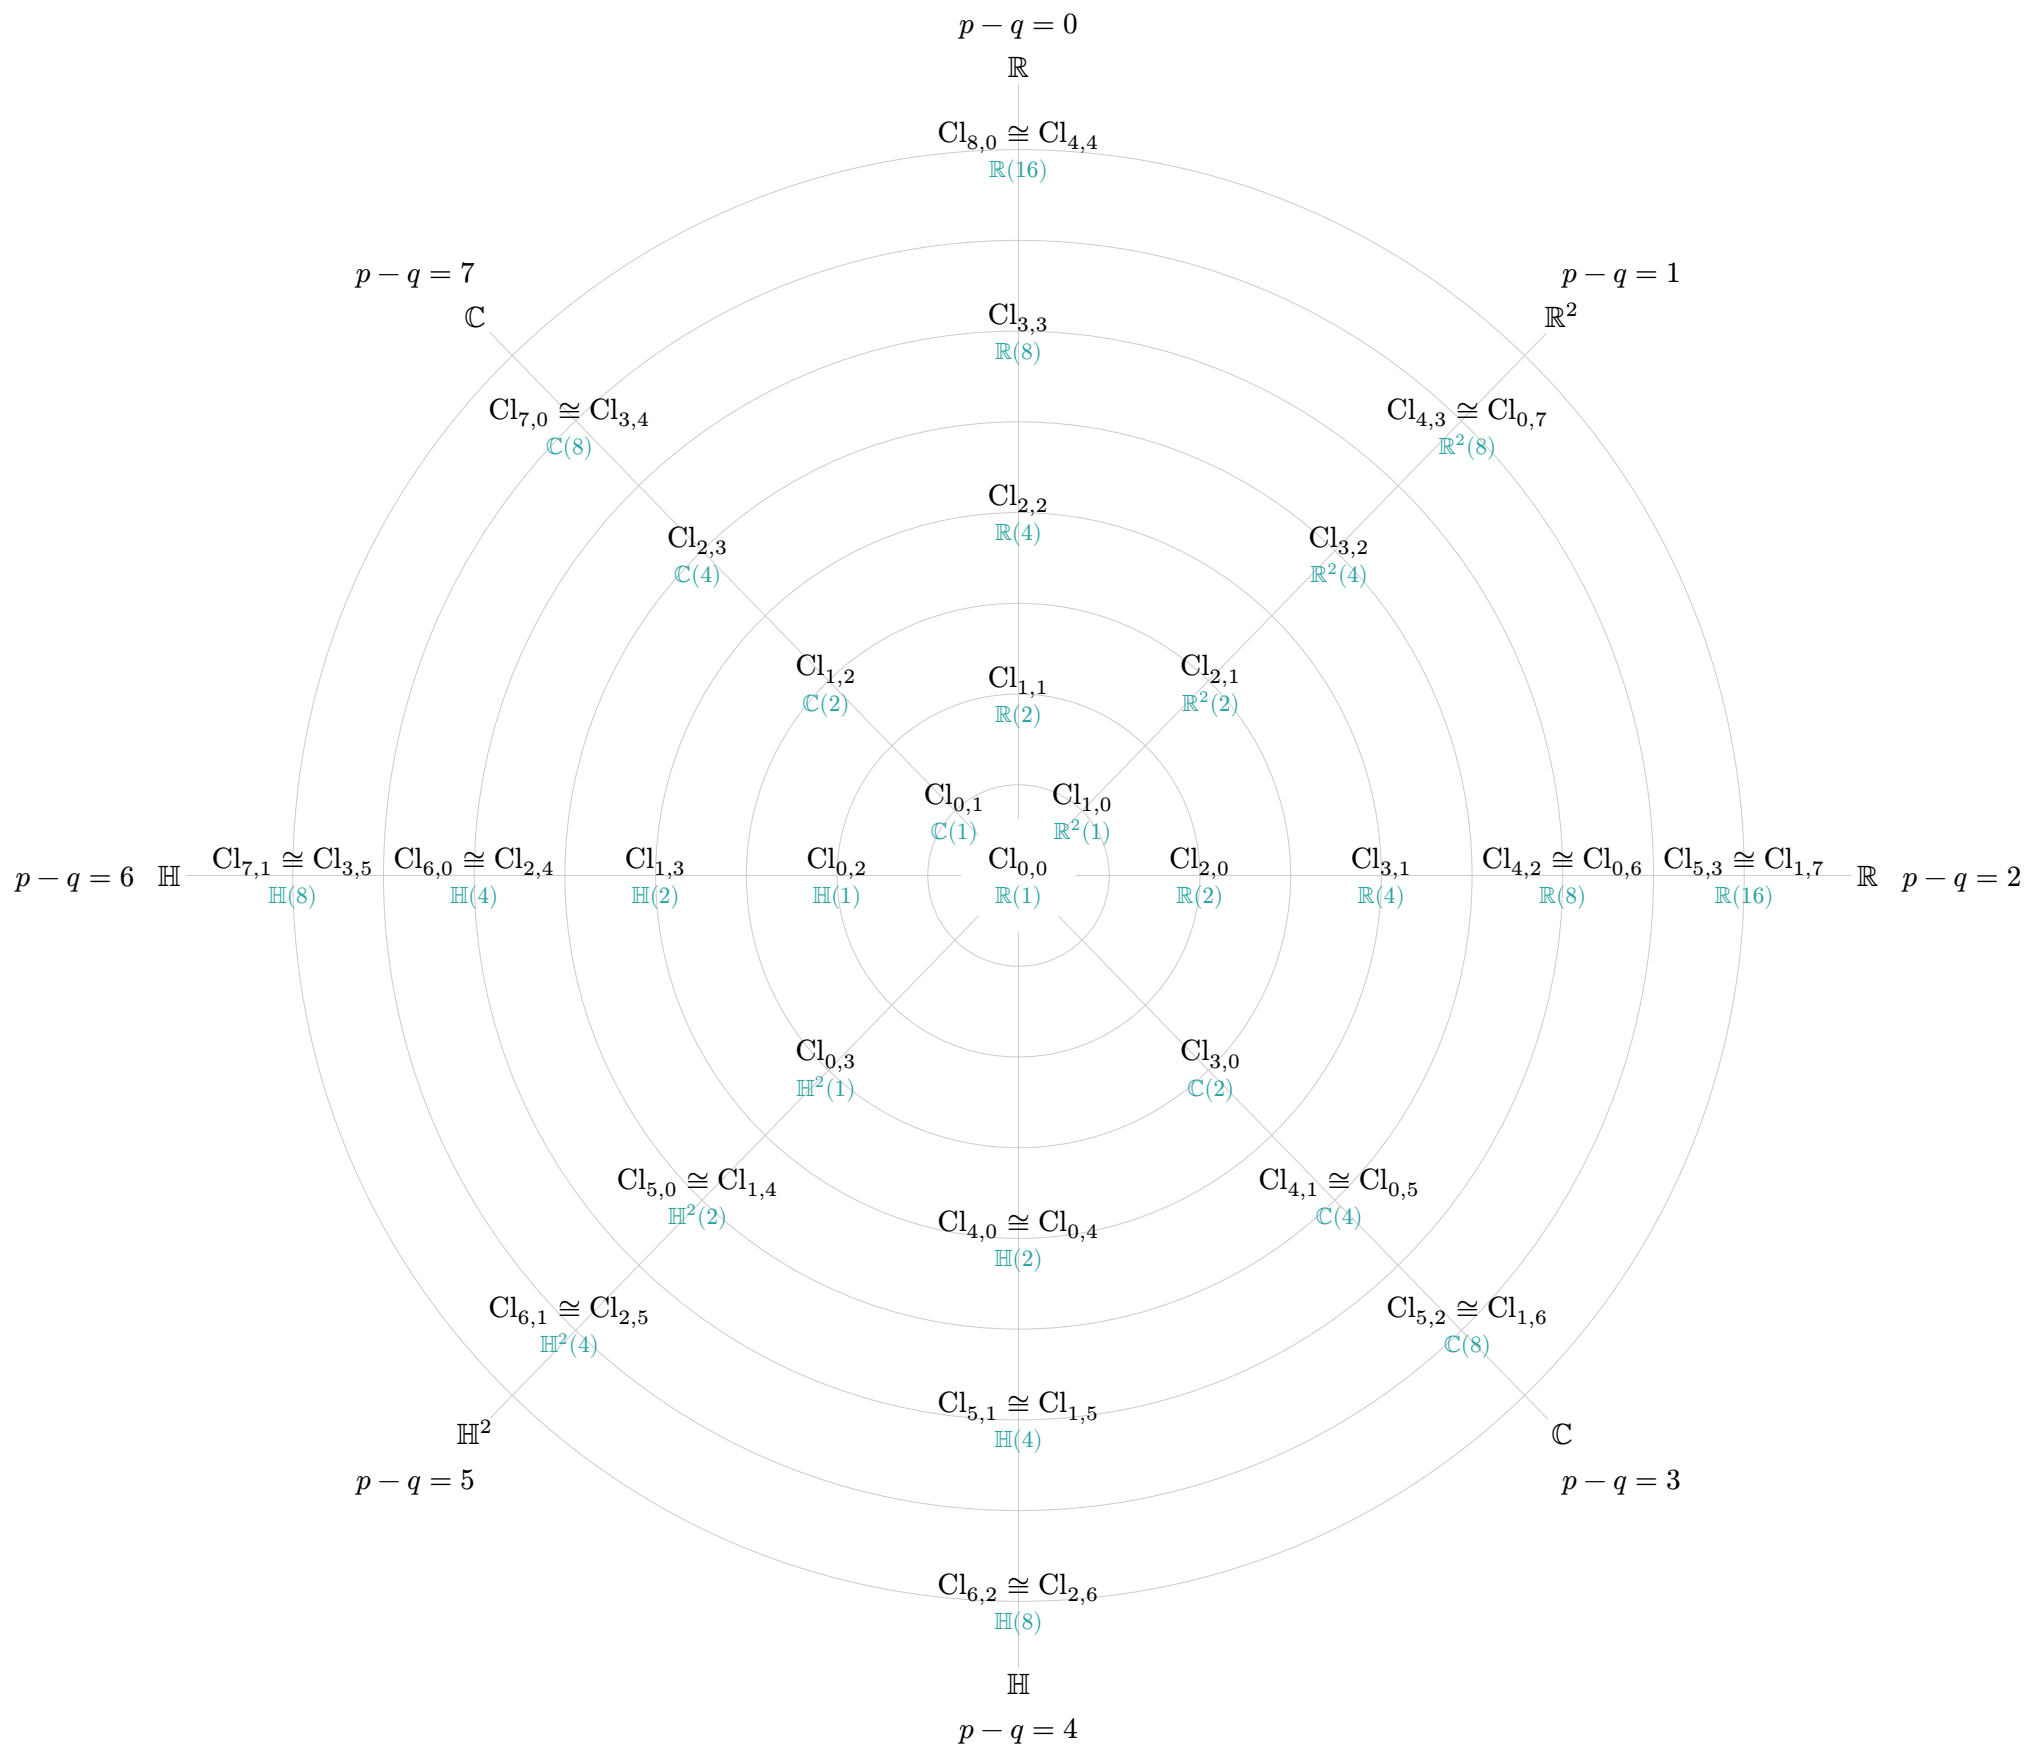 p − q = 0
ℝ
Cl₈,₀ ≅ Cl₄,₄
ℝ(16)
p − q = 7
p − q = 1
ℂ
ℝ²
Cl₃,₃
ℝ(8)
Cl₇,₀ ≅ Cl₃,₄
Cl₄,₃ ≅ Cl₀,₇
ℂ(8)
ℝ²(8)
Cl₂,₂
ℝ(4)
Cl₂,₃
Cl₃,₂
ℂ(4)
ℝ²(4)
Cl₁,₂
Cl₂,₁
ℂ(2)
ℝ²(2)
Cl₁,₁
ℝ(2)
Cl₀,₁
Cl₁,₀
ℂ(1)
ℝ²(1)
p − q = 6
ℍ
Cl₇,₁ ≅ Cl₃,₅
ℍ(8)
Cl₆,₀ ≅ Cl₂,₄
ℍ(4)
Cl₁,₃
ℍ(2)
Cl₀,₂
ℍ(1)
Cl₀,₀
ℝ(1)
Cl₂,₀
ℝ(2)
Cl₃,₁
ℝ(4)
Cl₄,₂ ≅ Cl₀,₆
ℝ(8)
Cl₅,₃ ≅ Cl₁,₇
ℝ(16)
ℝ
p − q = 2
Cl₀,₃
Cl₃,₀
ℍ²(1)
ℂ(2)
Cl₅,₀ ≅ Cl₁,₄
Cl₄,₁ ≅ Cl₀,₅
ℍ²(2)
ℂ(4)
Cl₄,₀ ≅ Cl₀,₄
ℍ(2)
Cl₆,₁ ≅ Cl₂,₅
Cl₅,₂ ≅ Cl₁,₆
ℍ²(4)
ℂ(8)
Cl₅,₁ ≅ Cl₁,₅
ℍ(4)
ℍ²
ℂ
p − q = 5
p − q = 3
Cl₆,₂ ≅ Cl₂,₆
ℍ(8)
ℍ
p − q = 4